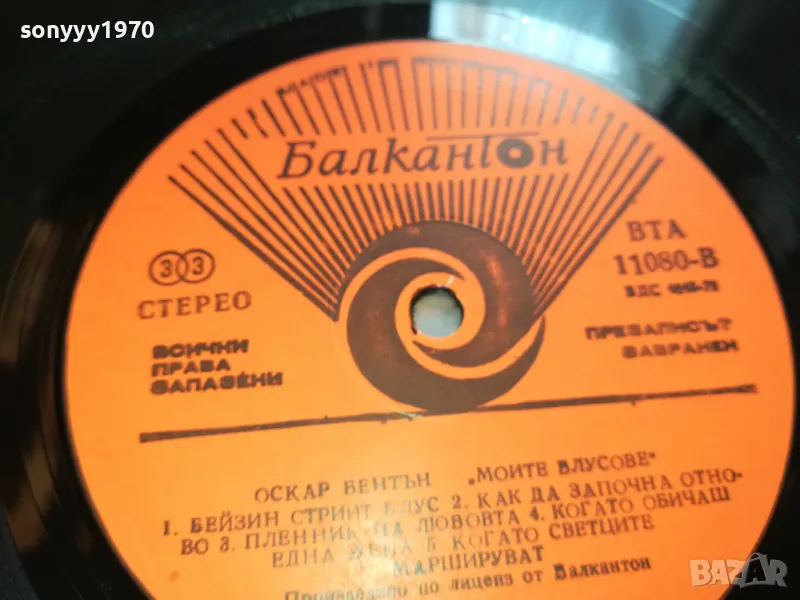 sonyyy1970
Балкантон
33
СТЕРЕО
ВТА
11080-В
БДС
ВСИЧКИ
ПРАВА
ЗАПАЗЕНИ
ПРЕЗАПИСЪТ
ЗАБРАНЕН
ОСКАР БЕНТЪН „МОИТЕ БЛУСОВЕ"
1. БЕЙЗИН СТРИЙТ БЛУС 2. КАК ДА ЗАПОЧНА ОТНО-
ВО 3. ПЛЕННИК НА ЛЮБОВТА 4. КОГАТО ОБИЧАШ
ЕДНА ЖЕНА 5. КОГАТО СВЕТЦИТЕ
МАРШИРУВАТ
Произведено по лиценз от Балкантон
BAZAR